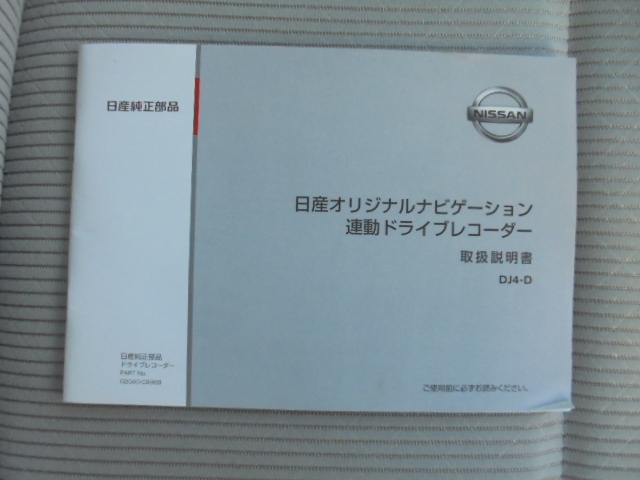 日産純正部品
NISSAN
日産オリジナルナビゲーション
連動ドライブレコーダー
取扱説明書
DJ4-D
日産純正部品
ドライブレコーダー
PART No
ご使用前に必ずお読みください。